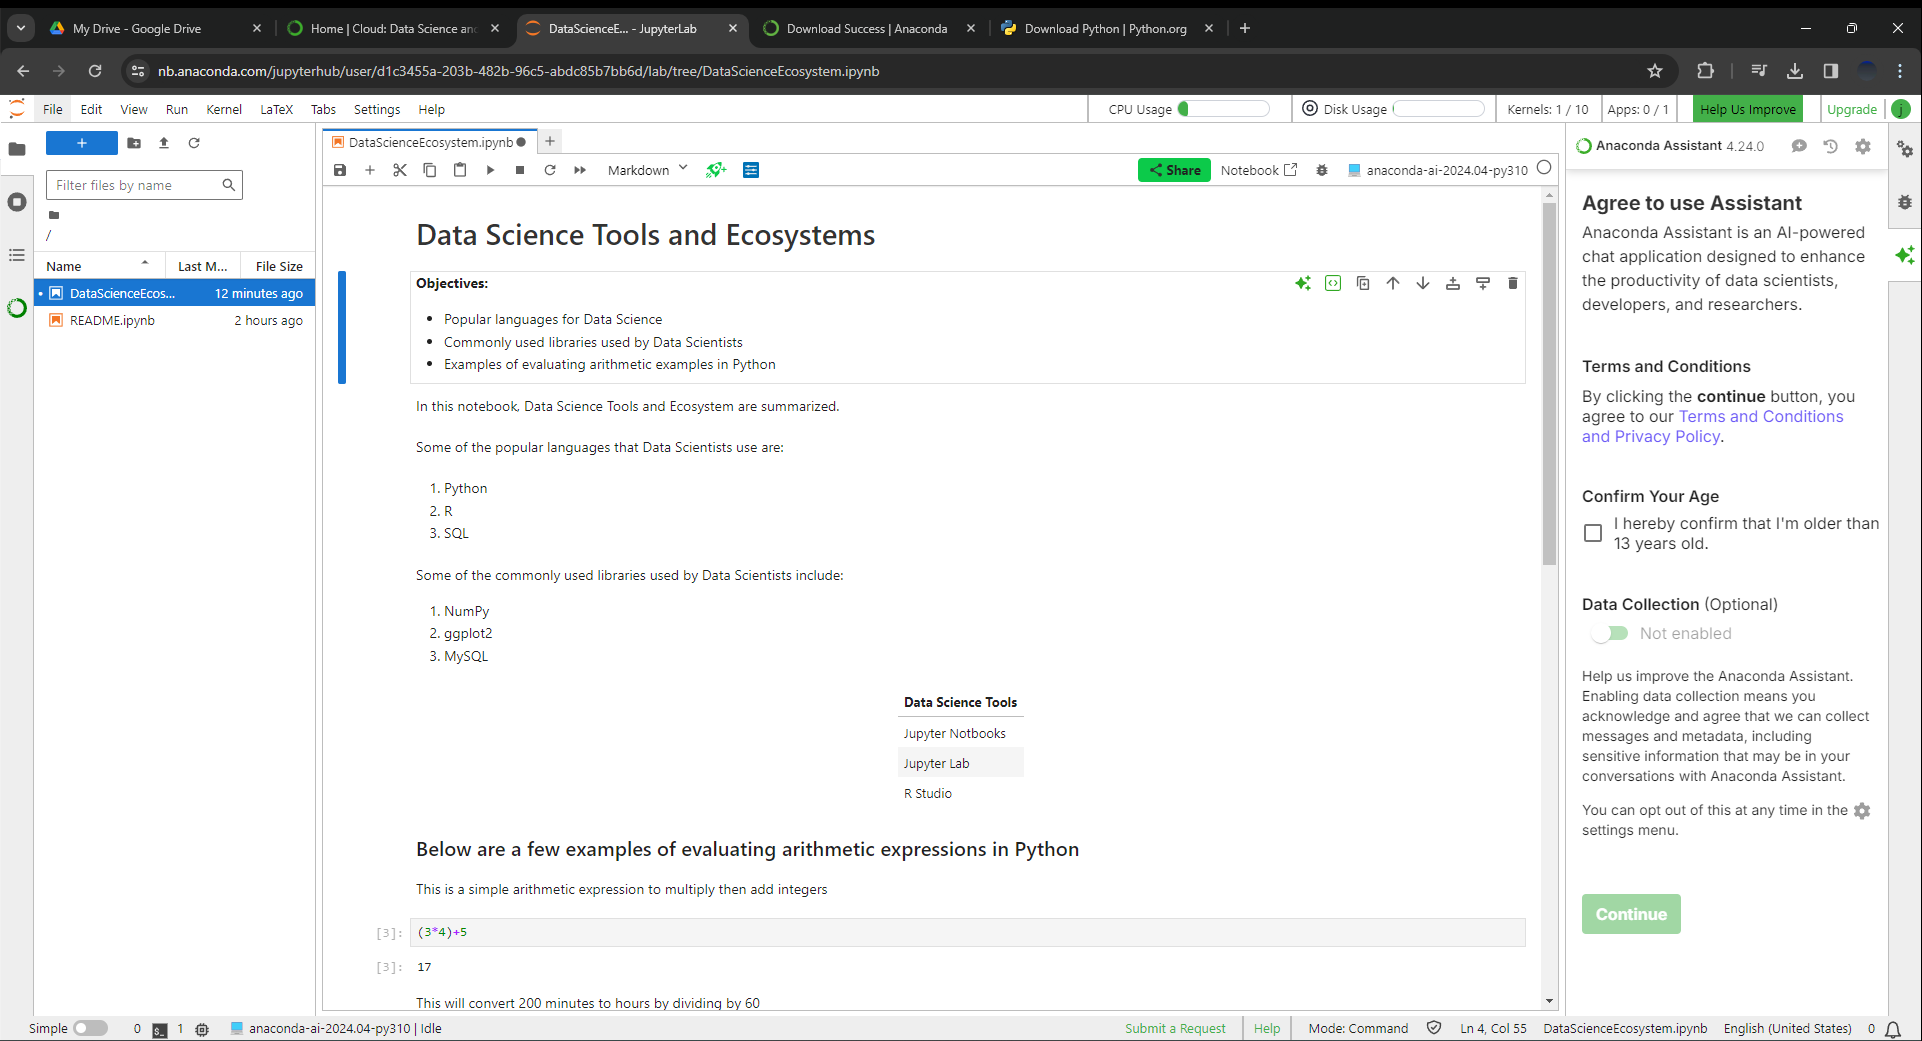 My Drive - Google Drive
Home | Cloud: Data Science and
DataScienceE... - JupyterLab
Download Success | Anaconda
Download Python | Python.org
nb.anaconda.com/jupyterhub/user/d1c3455a-203b-482b-96c5-abdc85b7bb6d/lab/tree/DataScienceEcosystem.ipynb
File Edit View Run Kernel LaTeX Tabs Settings Help
CPU Usage
Disk Usage
Kernels: 1 / 10
Apps: 0 / 1
Help Us Improve
Upgrade
j
Filter files by name
/
Name Last M... File Size
DataScienceEcos... 12 minutes ago
README.ipynb 2 hours ago
DataScienceEcosystem.ipynb
Markdown
Share
Notebook
anaconda-ai-2024.04-py310
Data Science Tools and Ecosystems
Objectives:
• Popular languages for Data Science
• Commonly used libraries used by Data Scientists
• Examples of evaluating arithmetic examples in Python
In this notebook, Data Science Tools and Ecosystem are summarized.
Some of the popular languages that Data Scientists use are:
1. Python
2. R
3. SQL
Some of the commonly used libraries used by Data Scientists include:
1. NumPy
2. ggplot2
3. MySQL
Data Science Tools
Jupyter Notbooks
Jupyter Lab
R Studio
Below are a few examples of evaluating arithmetic expressions in Python
This is a simple arithmetic expression to multiply then add integers
[3]: (3*4)+5
[3]: 17
This will convert 200 minutes to hours by dividing by 60
Anaconda Assistant 4.24.0
Agree to use Assistant
Anaconda Assistant is an AI-powered
chat application designed to enhance
the productivity of data scientists,
developers, and researchers.
Terms and Conditions
By clicking the continue button, you
agree to our Terms and Conditions
and Privacy Policy.
Confirm Your Age
I hereby confirm that I'm older than
13 years old.
Data Collection (Optional)
Not enabled
Help us improve the Anaconda Assistant.
Enabling data collection means you
acknowledge and agree that we can collect
messages and metadata, including
sensitive information that may be in your
conversations with Anaconda Assistant.
You can opt out of this at any time in the
settings menu.
Continue
Simple
0
1
anaconda-ai-2024.04-py310 | Idle
Submit a Request
Help
Mode: Command
Ln 4, Col 55
DataScienceEcosystem.ipynb
English (United States)
0